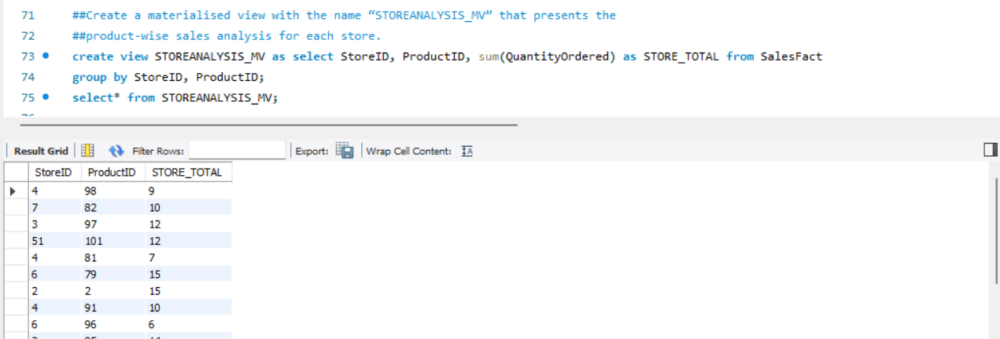 71 ##Create a materialised view with the name “STOREANALYSIS_MV” that presents the
72 ##product-wise sales analysis for each store.
73 create view STOREANALYSIS_MV as select StoreID, ProductID, sum(QuantityOrdered) as STORE_TOTAL from SalesFact
74 group by StoreID, ProductID;
75 select* from STOREANALYSIS_MV;
Result Grid Filter Rows: Export: Wrap Cell Content:
StoreID ProductID STORE_TOTAL
4 98 9
7 82 10
3 97 12
51 101 12
4 81 7
6 79 15
2 2 15
4 91 10
6 96 6